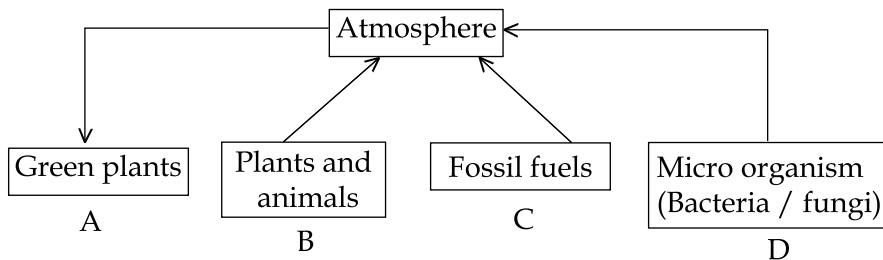 Atmosphere
Green plants
A
Plants and
animals
B
Fossil fuels
C
Micro organism
(Bacteria / fungi)
D